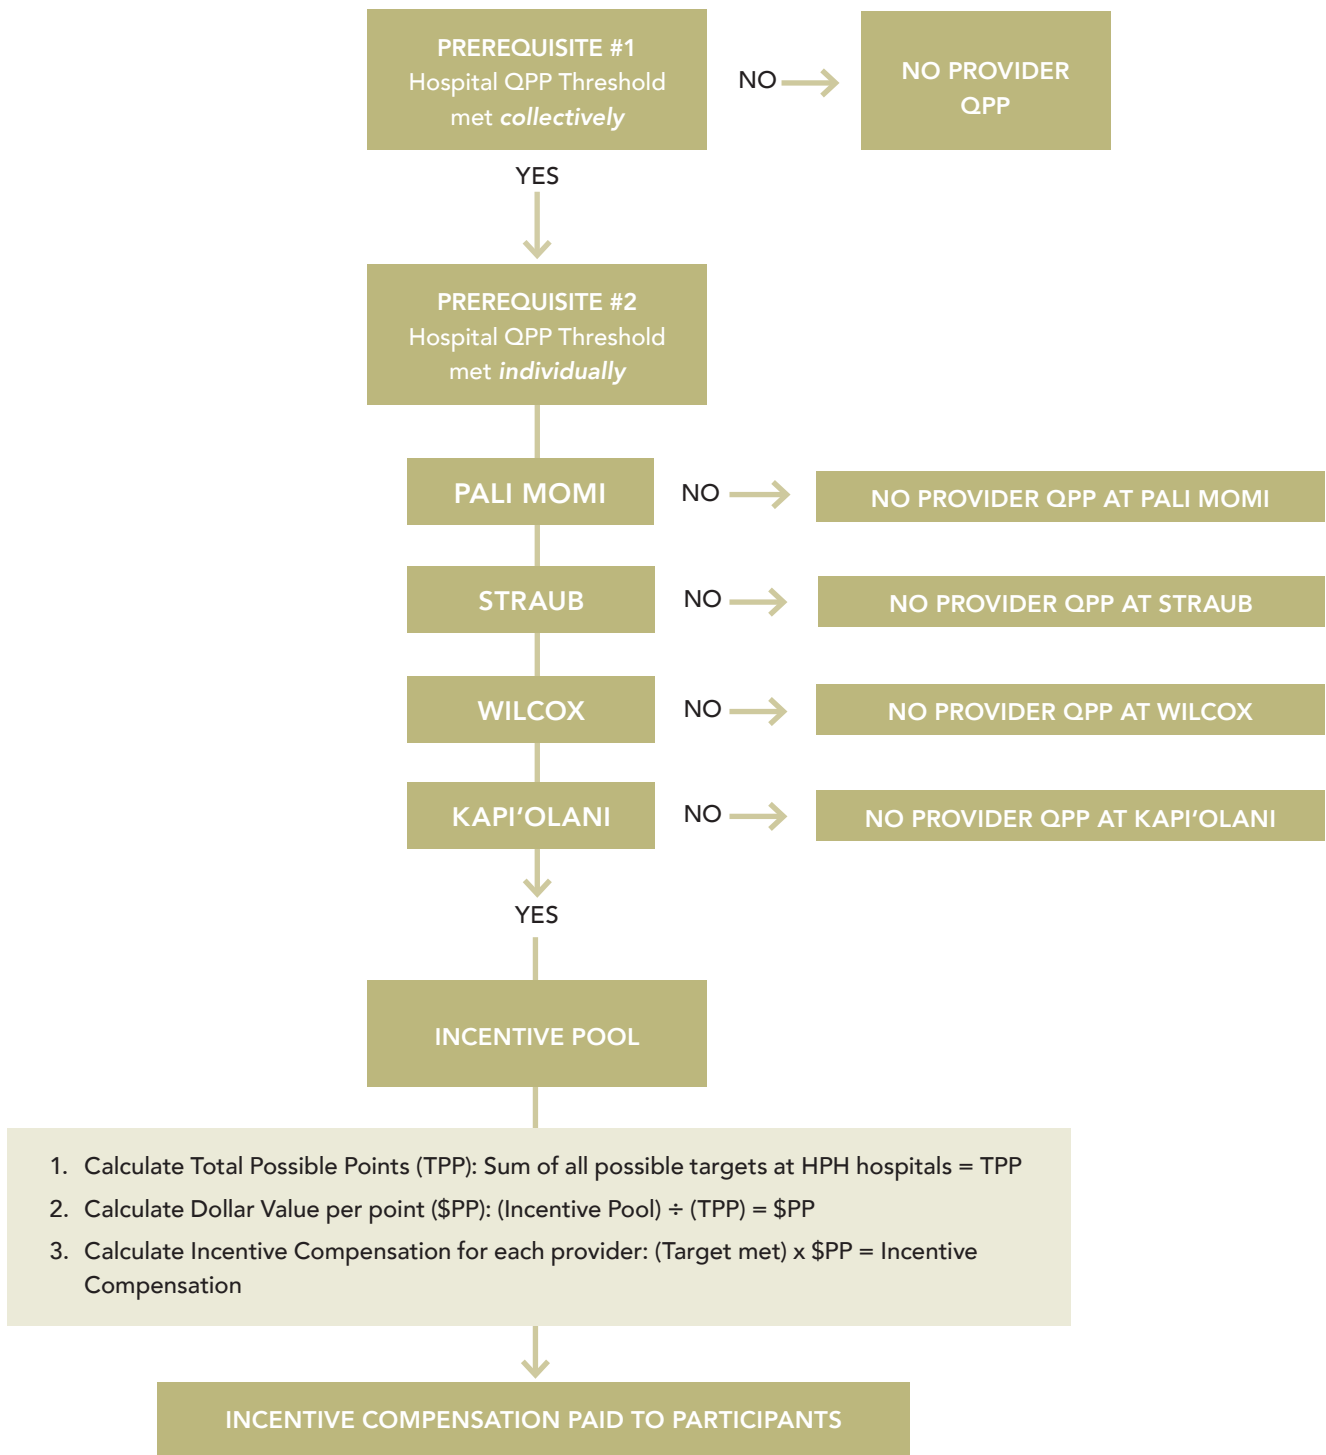 PREREQUISITE #1
Hospital QPP Threshold
met collectively
NO
NO PROVIDER
QPP
YES
PREREQUISITE #2
Hospital QPP Threshold
met individually
PALI MOMI
NO
NO PROVIDER QPP AT PALI MOMI
STRAUB
NO
NO PROVIDER QPP AT STRAUB
WILCOX
NO
NO PROVIDER QPP AT WILCOX
KAPI’OLANI
NO
NO PROVIDER QPP AT KAPI’OLANI
YES
INCENTIVE POOL
1. Calculate Total Possible Points (TPP): Sum of all possible targets at HPH hospitals = TPP
2. Calculate Dollar Value per point ($PP): (Incentive Pool) ÷ (TPP) = $PP
3. Calculate Incentive Compensation for each provider: (Target met) x $PP = Incentive
Compensation
INCENTIVE COMPENSATION PAID TO PARTICIPANTS